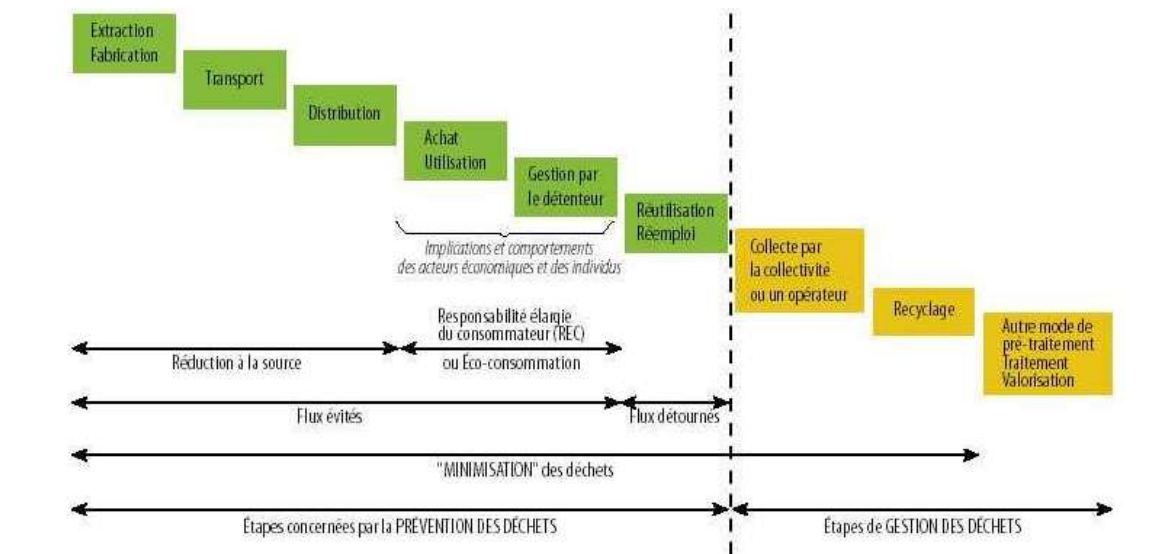 Extraction
Fabrication
Transport
Distribution
Achat
Utilisation
Gestion par
le détenteur
Réutilisation
Réemploi
Collecte par
la collectivité
ou un opérateur
Recyclage
Autre mode de
pré-traitement
Traitement
Valorisation
Implications et comportements
des acteurs économiques et des individus
Responsabilité élargie
du consommateur (REC)
Réduction à la source
ou Éco-consommation
Flux évités
Flux détournés
"MINIMISATION" des déchets
Étapes concernées par la PRÉVENTION DES DÉCHETS
Étapes de GESTION DES DÉCHETS